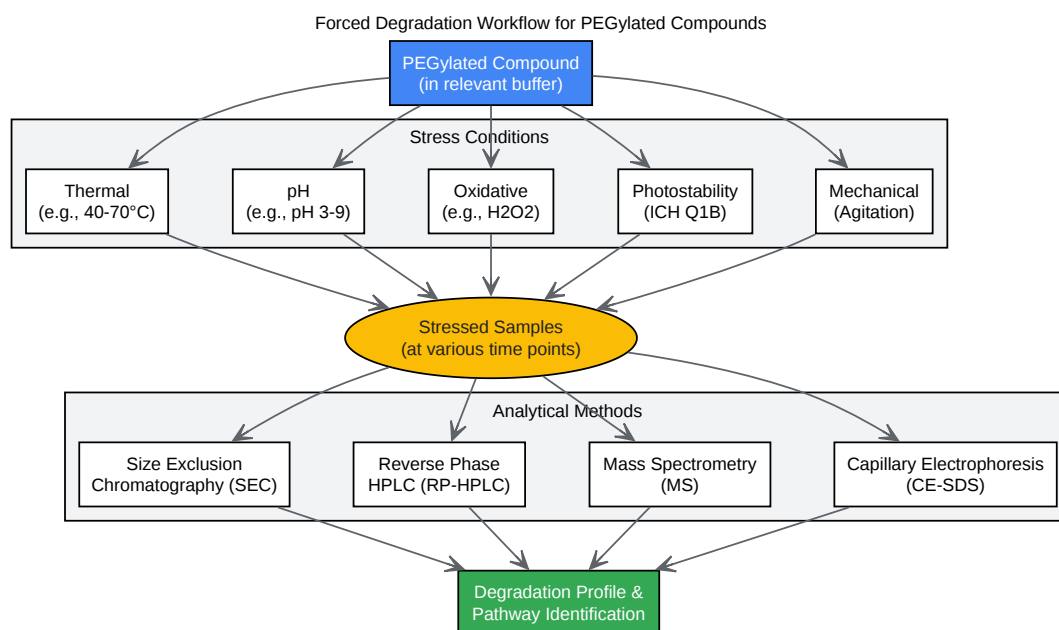 Forced Degradation Workflow for PEGylated Compounds
PEGylated Compound
(in relevant buffer)
Stress Conditions
Thermal
(e.g., 40-70°C)
pH
(e.g., pH 3-9)
Oxidative
(e.g., H2O2)
Photostability
(ICH Q1B)
Mechanical
(Agitation)
Stressed Samples
(at various time points)
Analytical Methods
Size Exclusion
Chromatography (SEC)
Reverse Phase
HPLC (RP-HPLC)
Mass Spectrometry
(MS)
Capillary Electrophoresis
(CE-SDS)
Degradation Profile &
Pathway Identification